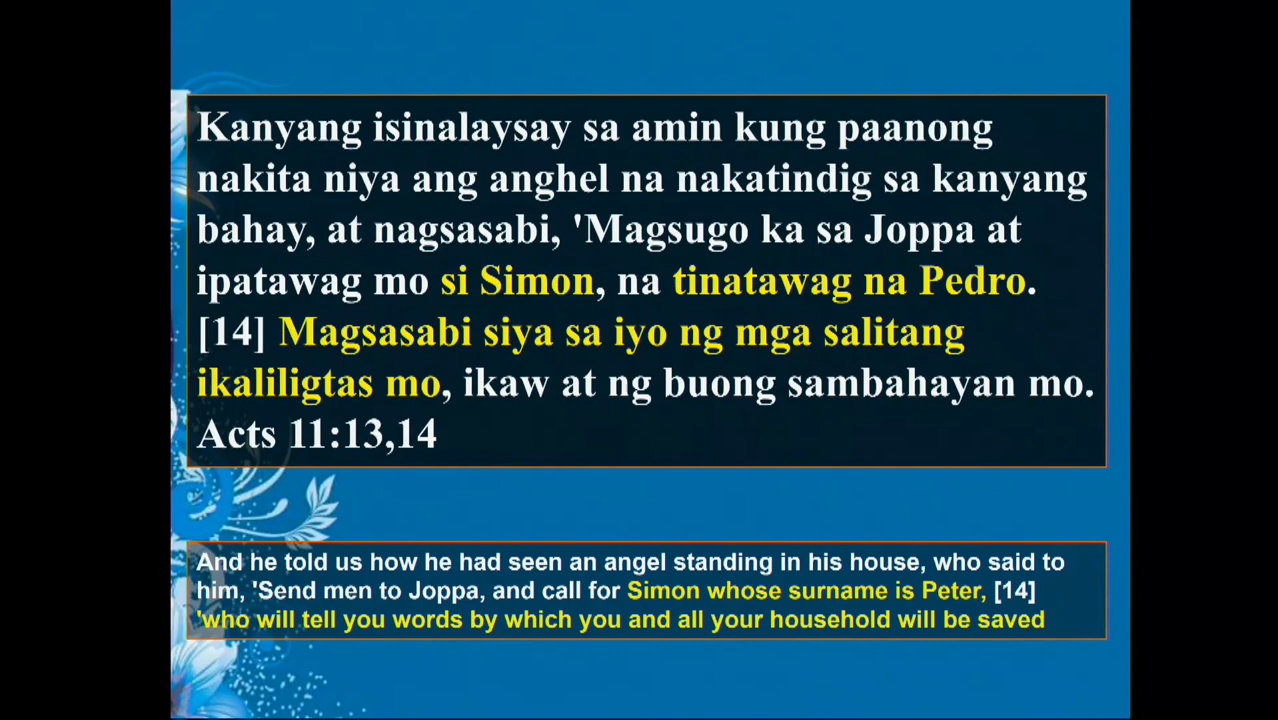 Kanyang isinalaysay sa amin kung paanong
nakita niya ang anghel na nakatindig sa kanyang
bahay, at nagsasabi, 'Magsugo ka sa Joppa at
ipatawag mo si Simon, na tinatawag na Pedro.
[14] Magsasabi siya sa iyo ng mga salitang
ikaliligtas mo, ikaw at ng buong sambahayan mo.
Acts 11:13,14
And he told us how he had seen an angel standing in his house, who said to
him, 'Send men to Joppa, and call for Simon whose surname is Peter, [14]
'who will tell you words by which you and all your household will be saved